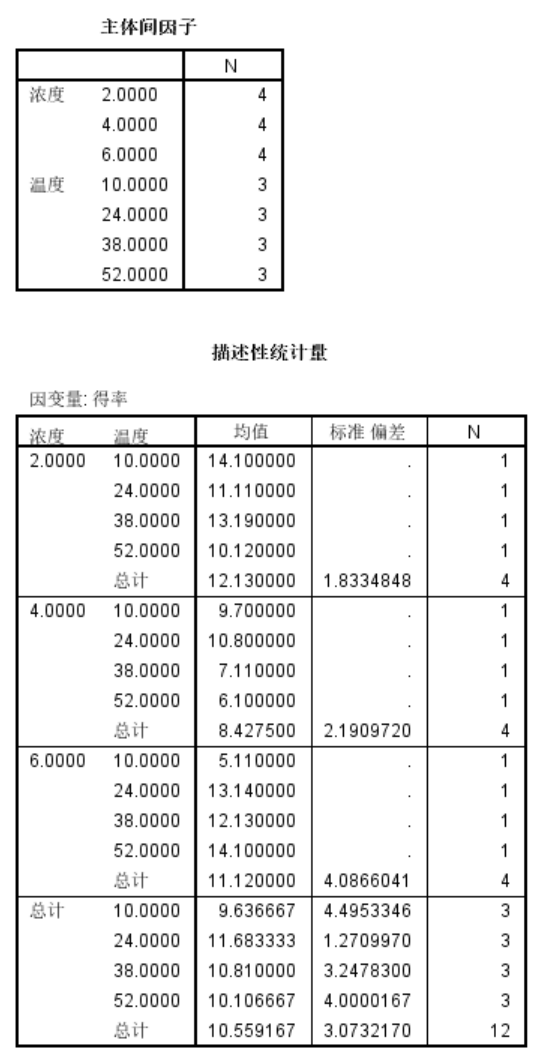 主体间因子
N
浓度 2.0000 4
4.0000 4
6.0000 4
温度 10.0000 3
24.0000 3
38.0000 3
52.0000 3
描述性统计量
因变量: 得率
浓度 温度 均值 标准 偏差 N
2.0000 10.0000 14.100000 . 1
24.0000 11.110000 . 1
38.0000 13.190000 . 1
52.0000 10.120000 . 1
总计 12.130000 1.8334848 4
4.0000 10.0000 9.700000 . 1
24.0000 10.800000 . 1
38.0000 7.110000 . 1
52.0000 6.100000 . 1
总计 8.427500 2.1909720 4
6.0000 10.0000 5.110000 . 1
24.0000 13.140000 . 1
38.0000 12.130000 . 1
52.0000 14.100000 . 1
总计 11.120000 4.0866041 4
总计 10.0000 9.636667 4.4953346 3
24.0000 11.683333 1.2709970 3
38.0000 10.810000 3.2478300 3
52.0000 10.106667 4.0000167 3
总计 10.559167 3.0732170 12